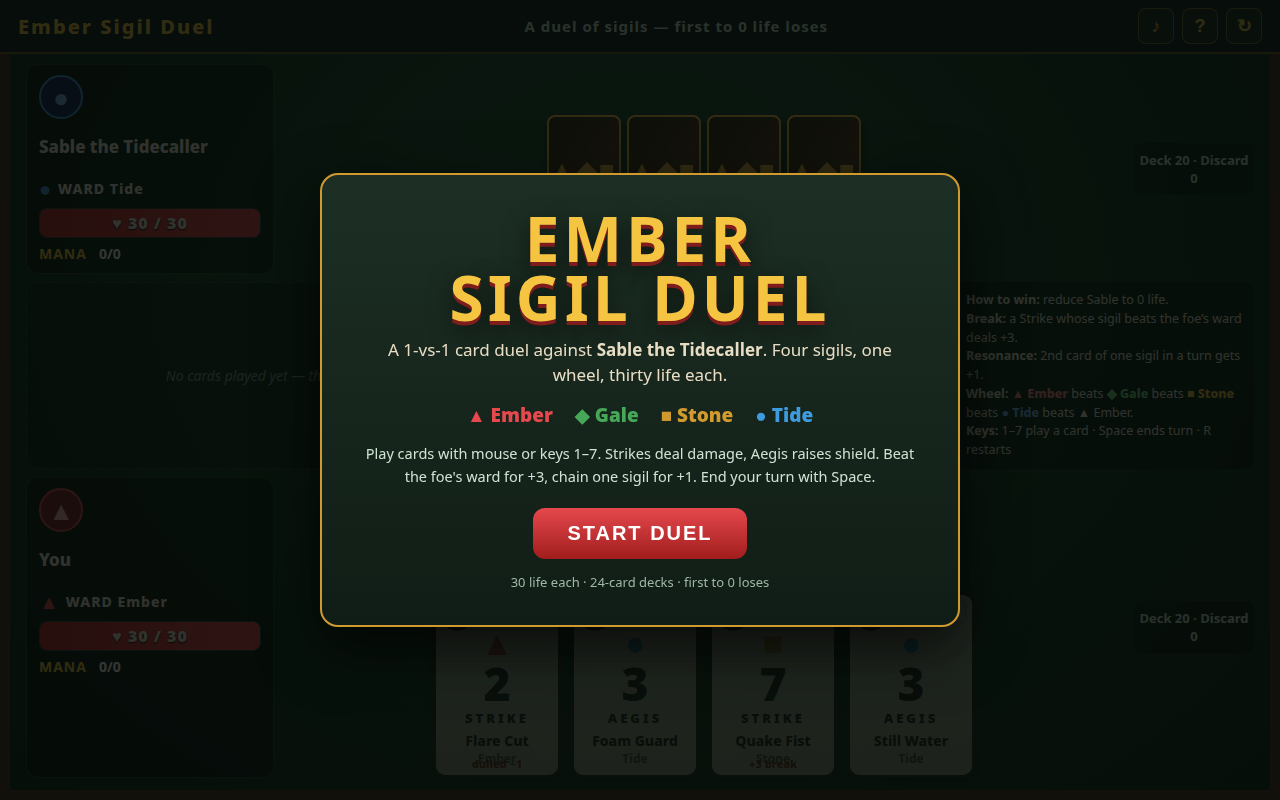 Ember Sigil Duel
A duel of sigils — first to 0 life loses
♪ ? ↻
Sable the Tidecaller
● WARD Tide
♥ 30 / 30
MANA 0/0
Deck 20 · Discard
0
No cards played yet — th
EMBER
SIGIL DUEL
A 1-vs-1 card duel against Sable the Tidecaller. Four sigils, one
wheel, thirty life each.
▲ Ember ◆ Gale ■ Stone ● Tide
Play cards with mouse or keys 1–7. Strikes deal damage, Aegis raises shield. Beat
the foe's ward for +3, chain one sigil for +1. End your turn with Space.
START DUEL
30 life each · 24-card decks · first to 0 loses
How to win: reduce Sable to 0 life.
Break: a Strike whose sigil beats the foe's ward
deals +3.
Resonance: 2nd card of one sigil in a turn gets
+1.
Wheel: ▲ Ember beats ◆ Gale beats ■ Stone
beats ● Tide beats ▲ Ember.
Keys: 1–7 play a card · Space ends turn · R
restarts
You
▲ WARD Ember
♥ 30 / 30
MANA 0/0
2
STRIKE
Flare Cut
Ember
dulled -1
3
AEGIS
Foam Guard
Tide
7
STRIKE
Quake Fist
Stone
+3 break
3
AEGIS
Still Water
Tide
Deck 20 · Discard
0